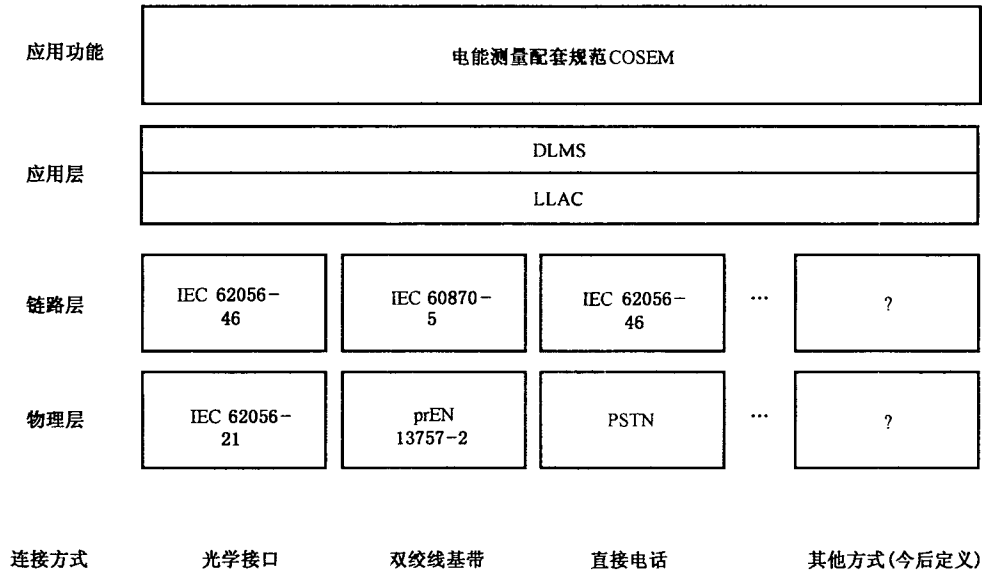 应用功能
电能测量配套规范COSEM
应用层
DLMS
LLAC
链路层
IEC 62056-
46
IEC 60870-
5
IEC 62056-
46
…
?
物理层
IEC 62056-
21
prEN
13757-2
PSTN
…
?
连接方式 光学接口 双绞线基带 直接电话 其他方式(今后定义)